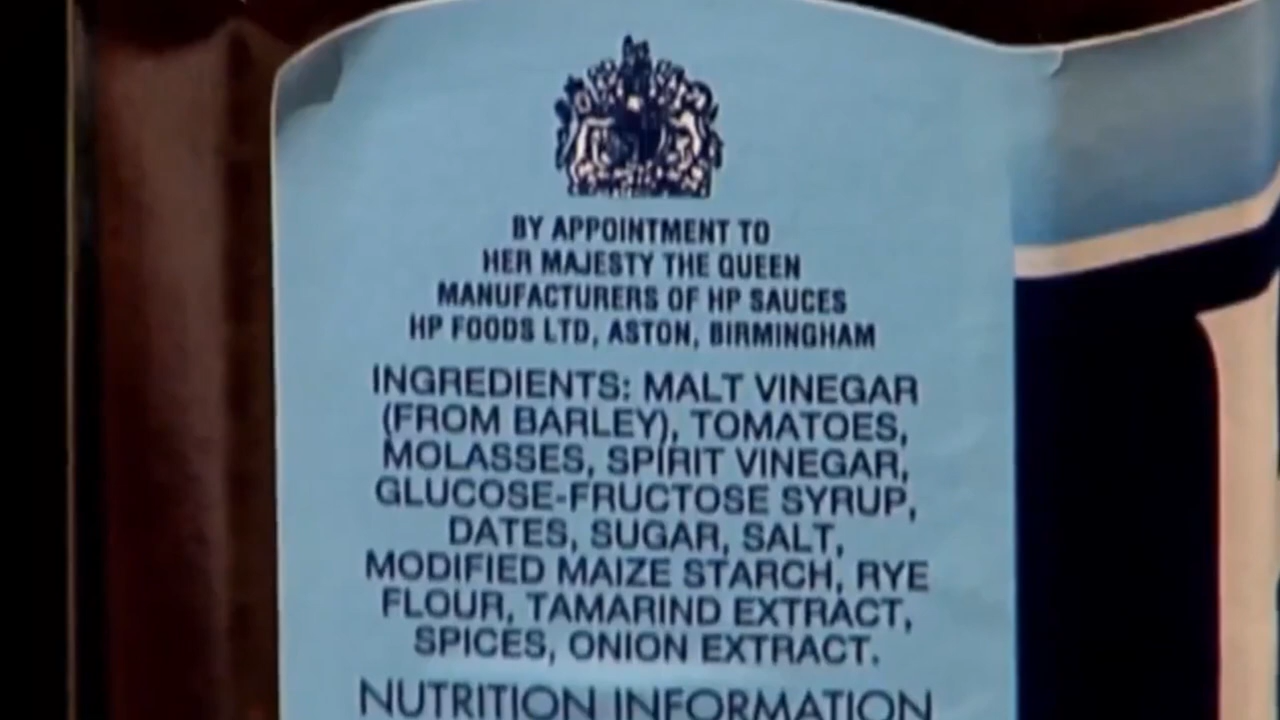 BY APPOINTMENT TO
HER MAJESTY THE QUEEN
MANUFACTURERS OF HP SAUCES
HP FOODS LTD, ASTON, BIRMINGHAM
INGREDIENTS: MALT VINEGAR
(FROM BARLEY), TOMATOES,
MOLASSES, SPIRIT VINEGAR,
GLUCOSE-FRUCTOSE SYRUP,
DATES, SUGAR, SALT,
MODIFIED MAIZE STARCH, RYE
FLOUR, TAMARIND EXTRACT,
SPICES, ONION EXTRACT.
NUTRITION INFORMATION